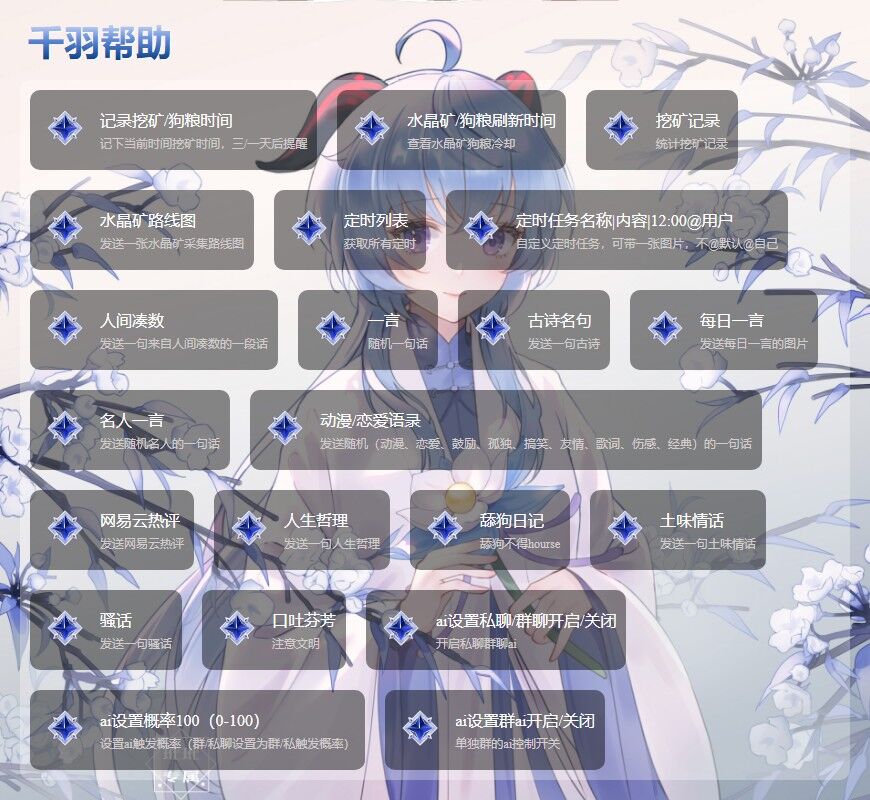 千羽帮助
记录挖矿/狗粮时间
记下当前时间挖矿时间，三/一天后提醒
水晶矿/狗粮刷新时间
查看水晶矿狗粮冷却
挖矿记录
统计挖矿记录
水晶矿路线图
发送一张水晶矿采集路线图
定时列表
获取所有定时
定时任务名称|内容|12:00@用户
自定义定时任务，可带一张图片，不@默认@自己
人间凑数
发送一句来自人间凑数的一段话
一言
随机一句话
古诗名句
发送一句古诗
每日一言
发送每日一言的图片
名人一言
发送随机名人的一句话
动漫/恋爱语录
发送随机（动漫、恋爱、鼓励、孤独、搞笑、友情、歌词、伤感、经典）的一句话
网易云热评
发送网易云热评
人生哲理
发送一句人生哲理
舔狗日记
舔狗不得hourse
土味情话
发送一句土味情话
骚话
发送一句骚话
口吐芬芳
注意文明
ai设置私聊/群聊开启/关闭
开启私聊群聊ai
ai设置概率100（0-100）
设置ai触发概率（群/私聊设置为群/私触发概率）
ai设置群ai开启/关闭
单独群的ai控制开关
专属